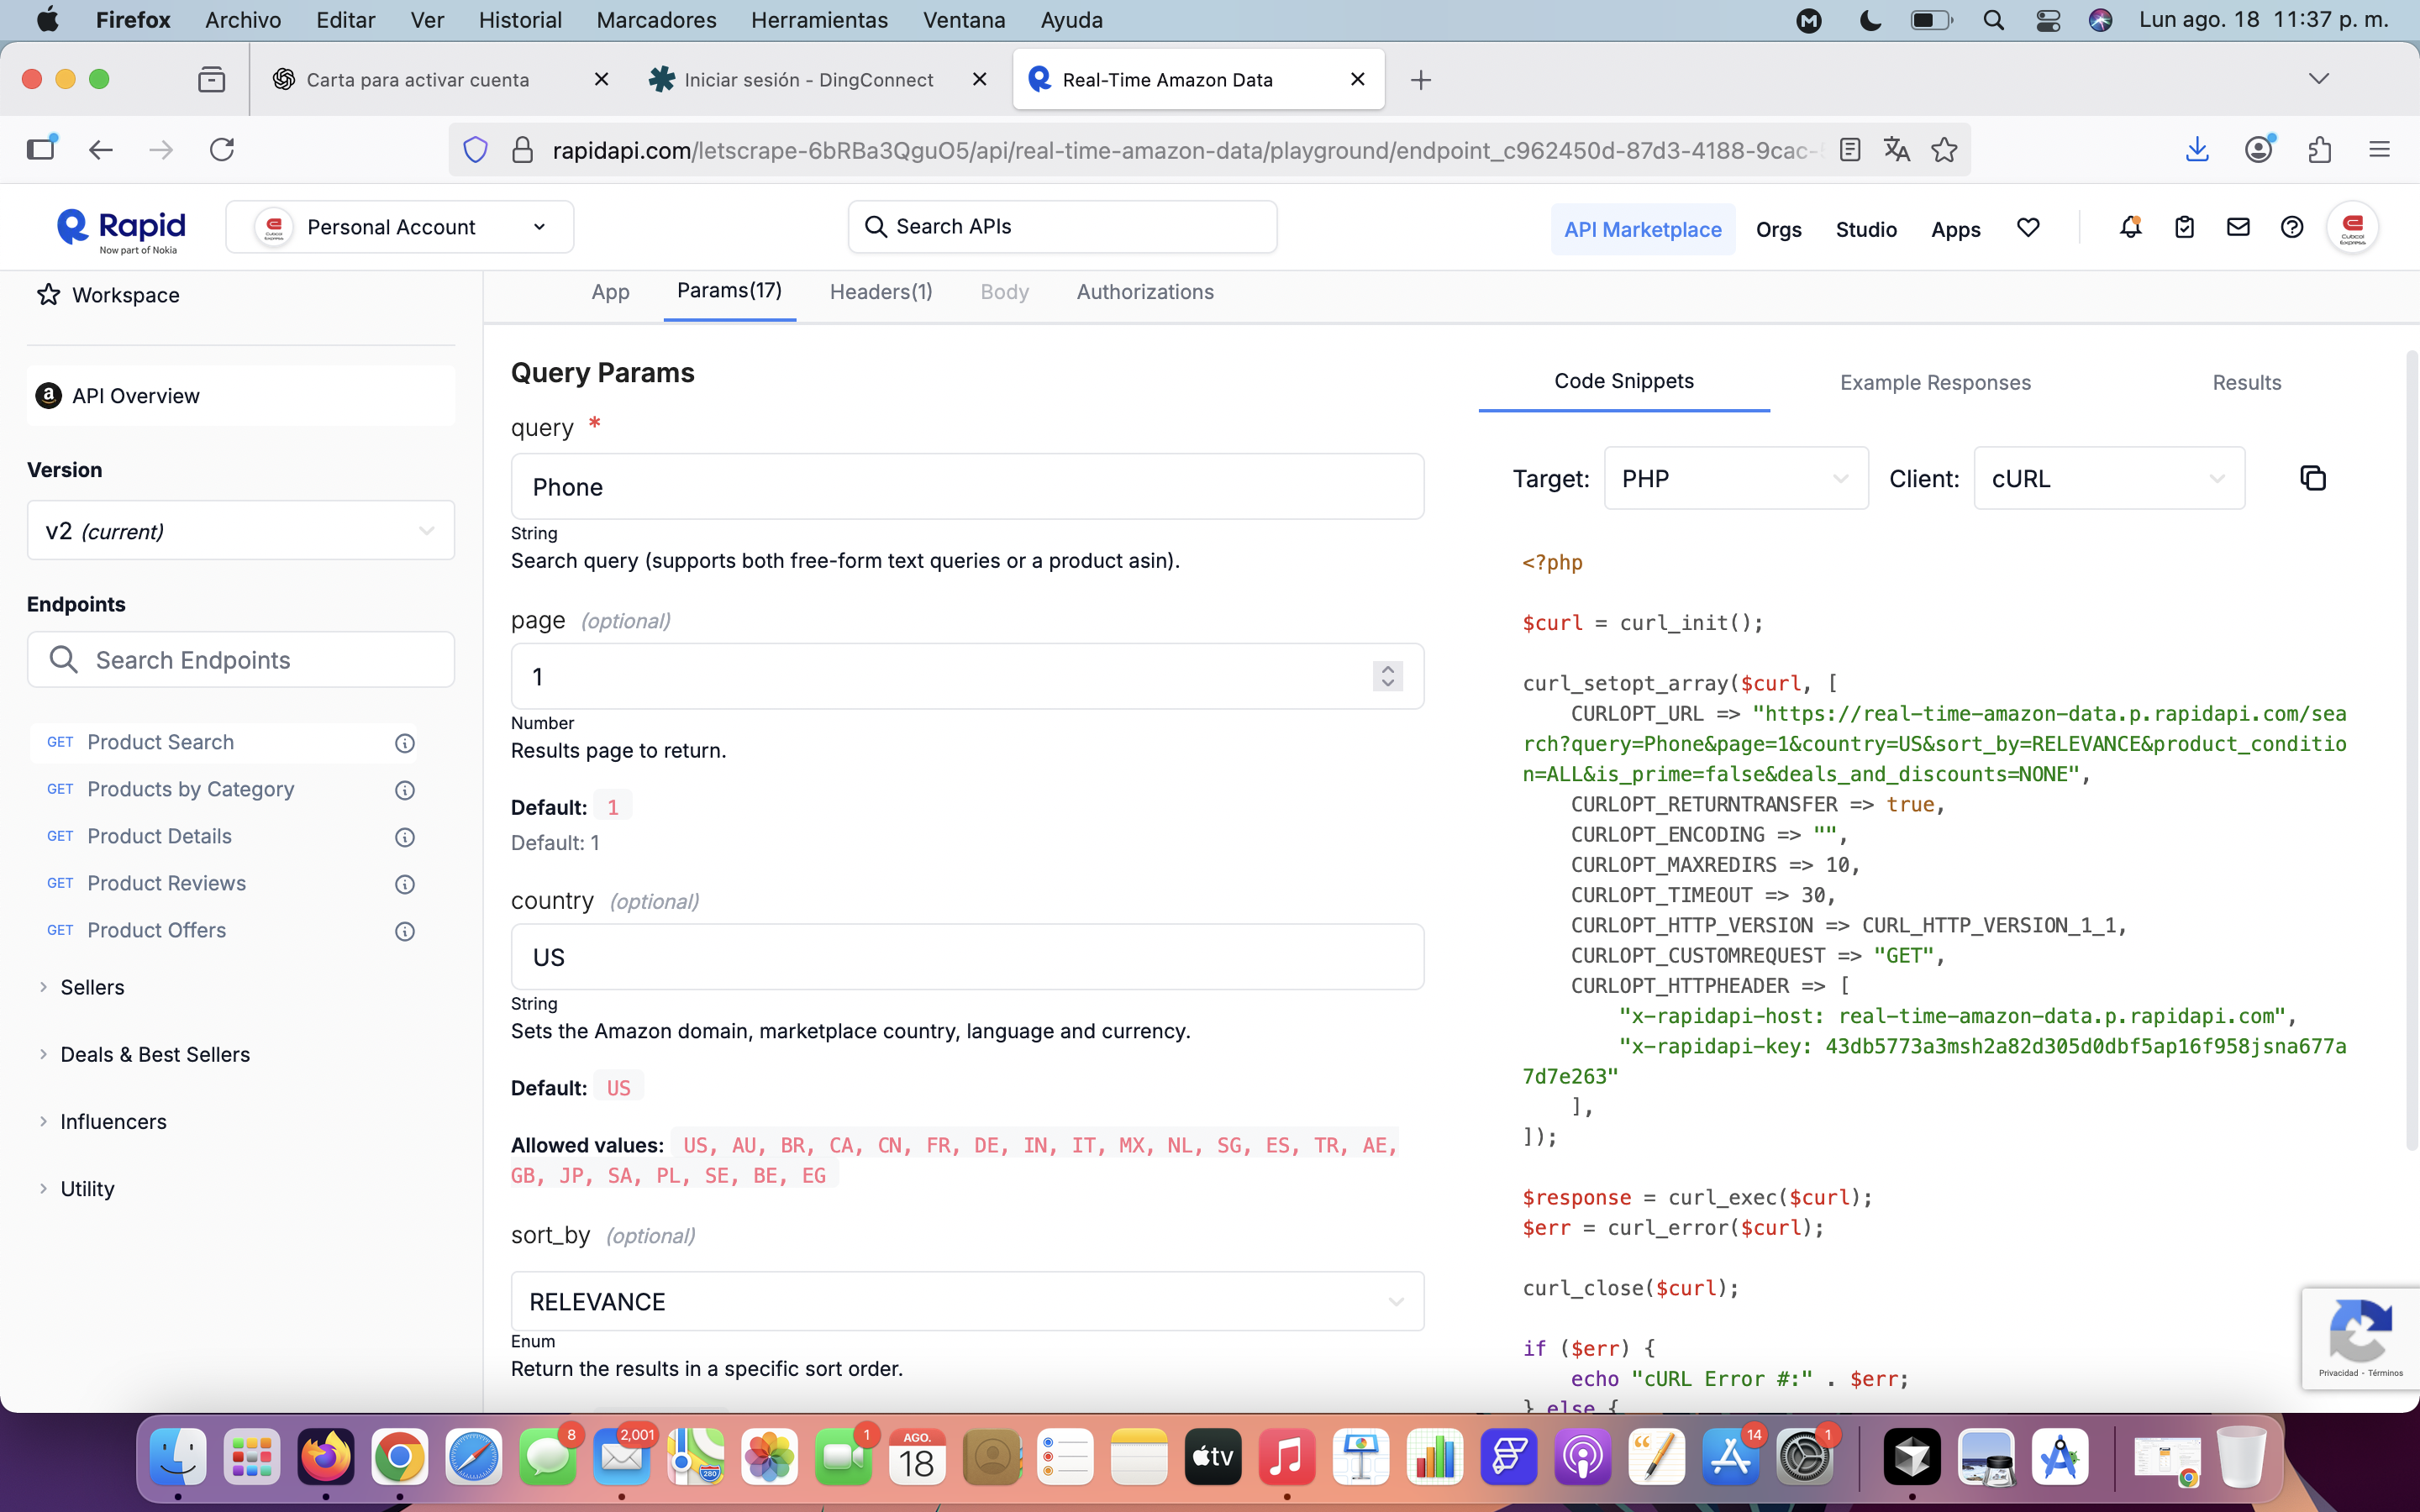 Firefox Archivo Editar Ver Historial Marcadores Herramientas Ventana Ayuda Lun ago. 18 11:37 p. m.
Carta para activar cuenta
Iniciar sesión - DingConnect
Real-Time Amazon Data
rapidapi.com/letscrape-6bRBa3QguO5/api/real-time-amazon-data/playground/endpoint_c962450d-87d3-4188-9cac-
Rapid
Now part of Nokia
Personal Account
Search APIs
API Marketplace Orgs Studio Apps
Workspace
API Overview
Version
v2 (current)
Endpoints
Search Endpoints
GET Product Search
GET Products by Category
GET Product Details
GET Product Reviews
GET Product Offers
Sellers
Deals & Best Sellers
Influencers
Utility
App Params(17) Headers(1) Body Authorizations
Query Params
query *
Phone
String
Search query (supports both free-form text queries or a product asin).
page (optional)
1
Number
Results page to return.
Default: 1
Default: 1
country (optional)
US
String
Sets the Amazon domain, marketplace country, language and currency.
Default: US
Allowed values: US, AU, BR, CA, CN, FR, DE, IN, IT, MX, NL, SG, ES, TR, AE,
GB, JP, SA, PL, SE, BE, EG
sort_by (optional)
RELEVANCE
Enum
Return the results in a specific sort order.
Code Snippets Example Responses Results
Target: PHP Client: cURL
<?php
$curl = curl_init();
curl_setopt_array($curl, [
CURLOPT_URL => "https://real-time-amazon-data.p.rapidapi.com/sea
rch?query=Phone&page=1&country=US&sort_by=RELEVANCE&product_conditio
n=ALL&is_prime=false&deals_and_discounts=NONE",
CURLOPT_RETURNTRANSFER => true,
CURLOPT_ENCODING => "",
CURLOPT_MAXREDIRS => 10,
CURLOPT_TIMEOUT => 30,
CURLOPT_HTTP_VERSION => CURL_HTTP_VERSION_1_1,
CURLOPT_CUSTOMREQUEST => "GET",
CURLOPT_HTTPHEADER => [
"x-rapidapi-host: real-time-amazon-data.p.rapidapi.com",
"x-rapidapi-key: 43db5773a3msh2a82d305d0dbf5ap16f958jsna677a
7d7e263"
],
]);
$response = curl_exec($curl);
$err = curl_error($curl);
curl_close($curl);
if ($err) {
echo "cURL Error #:" . $err;
} else {
Privacidad - Términos
8
2,001
1
AGO.
18
280
tv
14
1